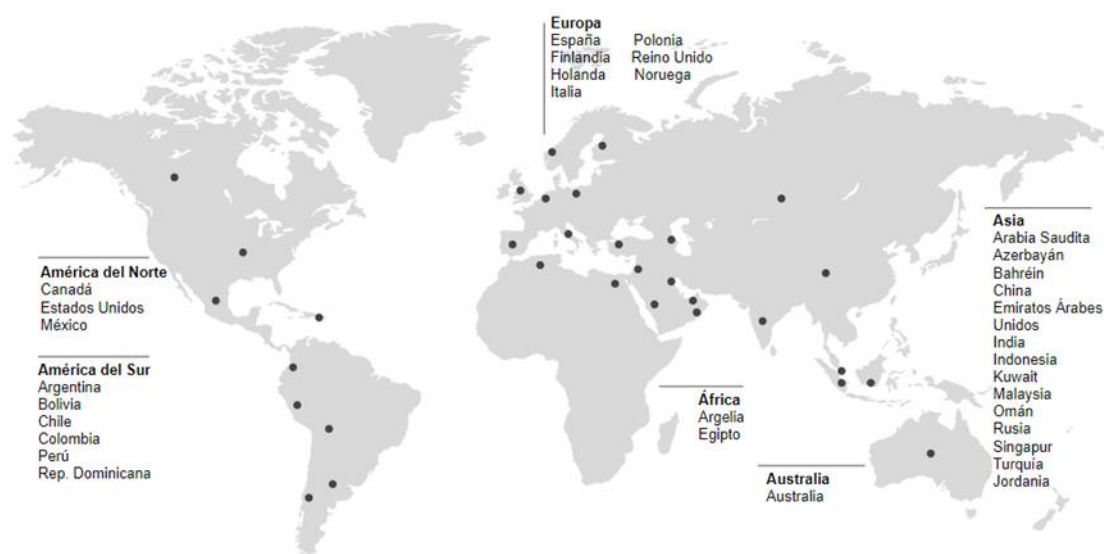 Europa
España Polonia
Finlandia Reino Unido
Holanda Noruega
Italia
América del Norte
Canadá
Estados Unidos
México
América del Sur
Argentina
Bolivia
Chile
Colombia
Perú
Rep. Dominicana
África
Argelia
Egipto
Australia
Australia
Asia
Arabia Saudita
Azerbayán
Bahréin
China
Emiratos Árabes
Unidos
India
Indonesia
Kuwait
Malaysia
Omán
Rusia
Singapur
Turquía
Jordania